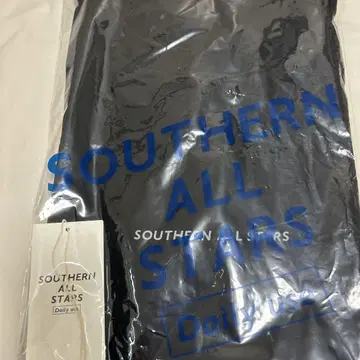 SOUTHERN
ALL
SOUTHERN ALL STARS
STARS
Daily use
SOUTHERN
ALL
STARS
Daily use